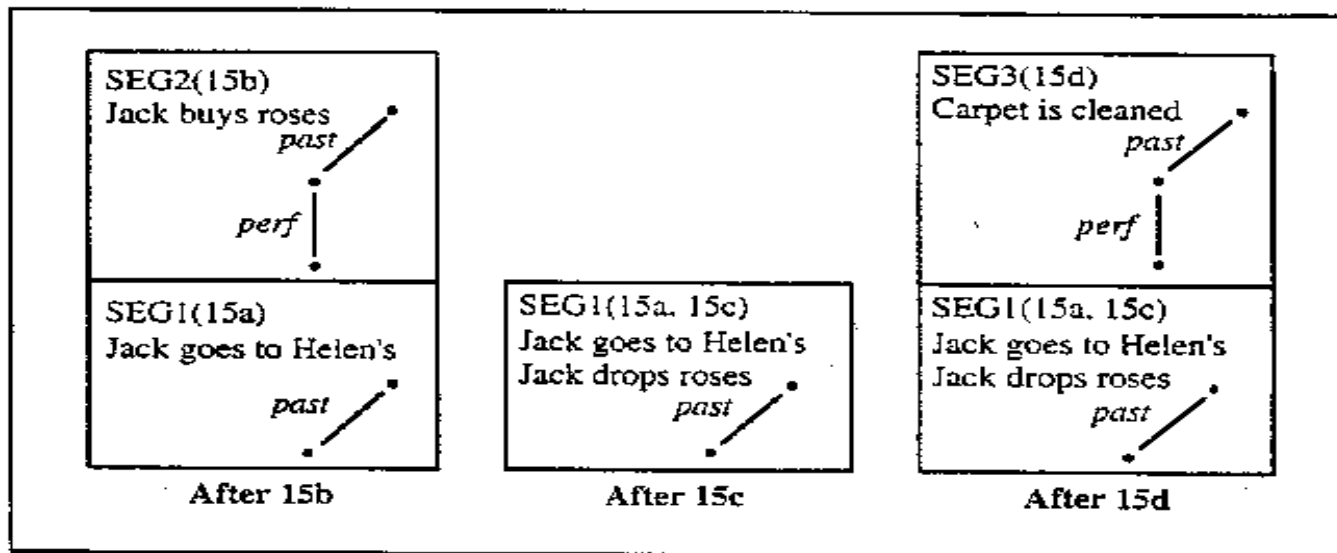 SEG2(15b)
Jack buys roses
past
perf
SEG1(15a)
Jack goes to Helen's
past
After 15b
SEG1(15a, 15c)
Jack goes to Helen's
Jack drops roses
past
After 15c
SEG3(15d)
Carpet is cleaned
past
perf
SEG1(15a, 15c)
Jack goes to Helen's
Jack drops roses
past
After 15d